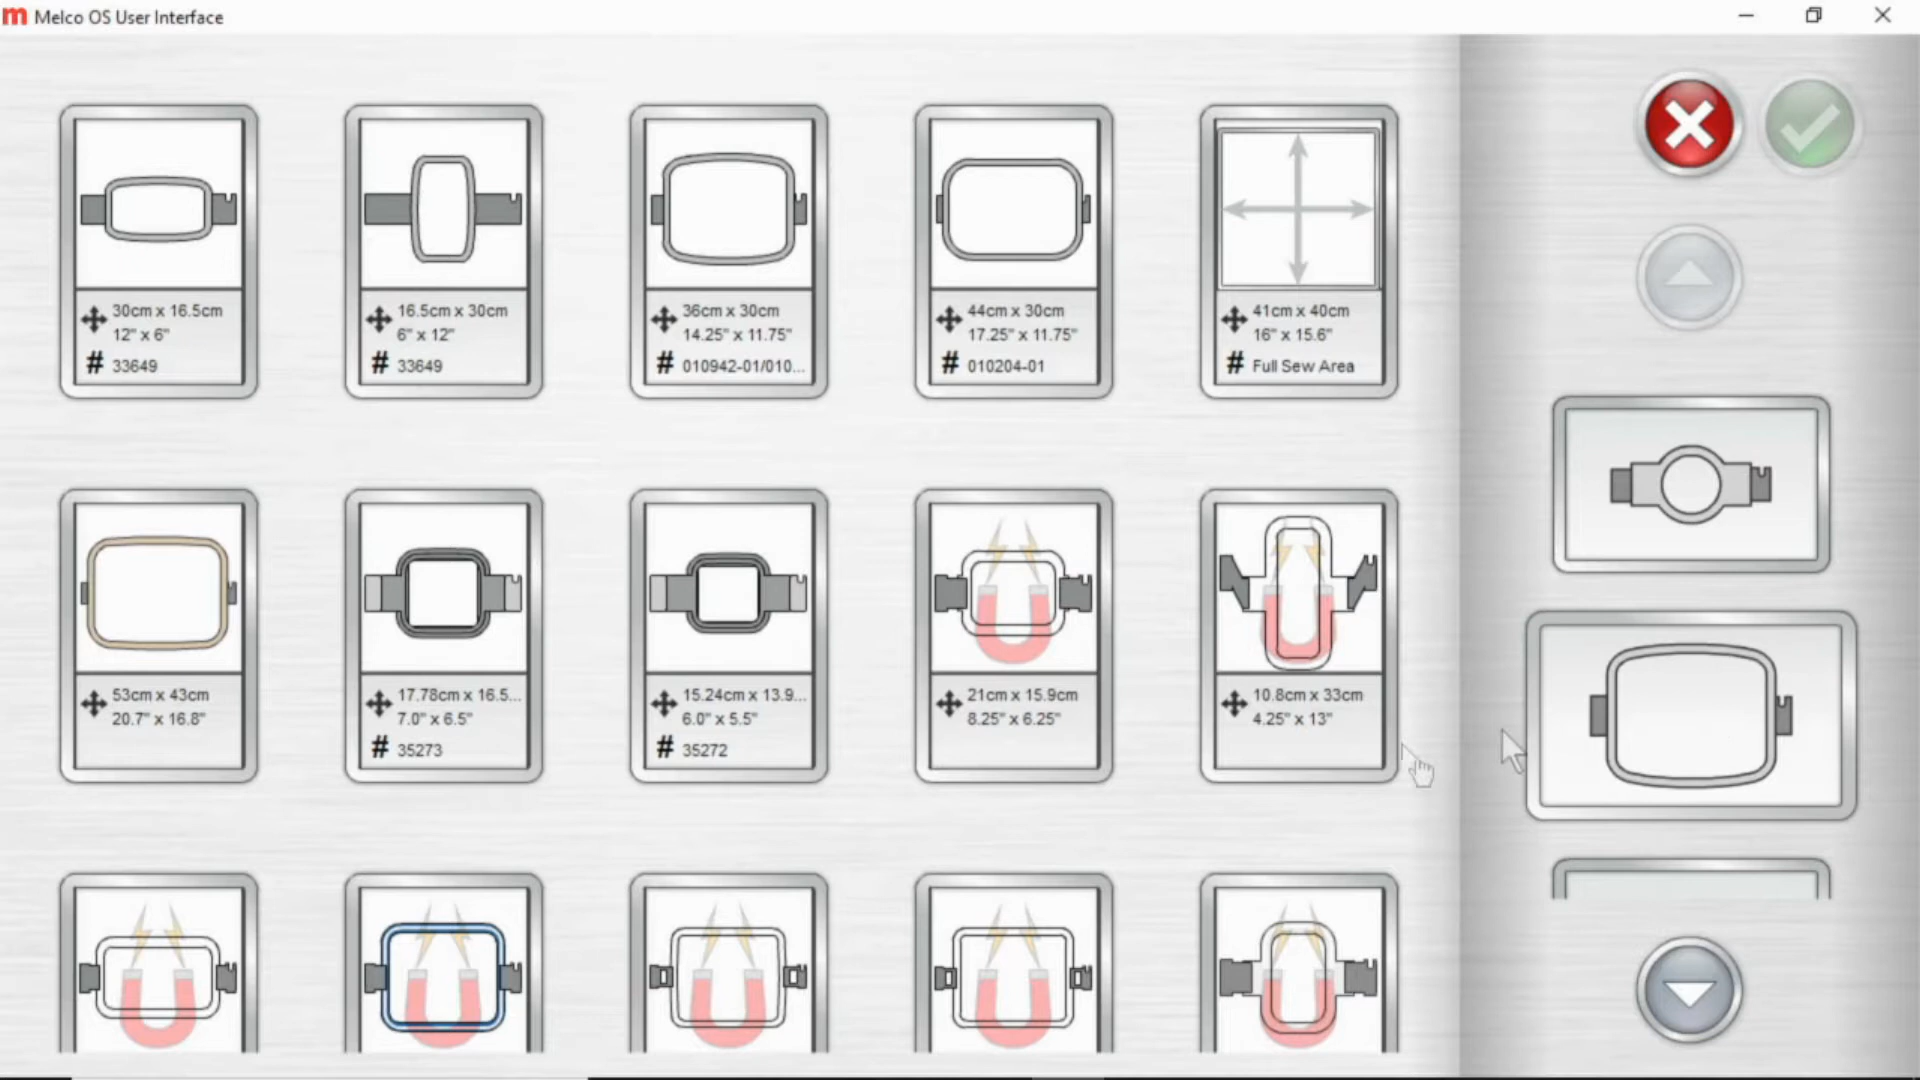 m Melco OS User Interface
30cm x 16.5cm
12" x 6"
# 33649
16.5cm x 30cm
6" x 12"
# 33649
36cm x 30cm
14.25" x 11.75"
# 010942-01/010...
44cm x 30cm
17.25" x 11.75"
# 010204-01
41cm x 40cm
16" x 15.6"
# Full Sew Area
53cm x 43cm
20.7" x 16.8"
17.78cm x 16.5...
7.0" x 6.5"
# 35273
15.24cm x 13.9...
6.0" x 5.5"
# 35272
21cm x 15.9cm
8.25" x 6.25"
10.8cm x 33cm
4.25" x 13"